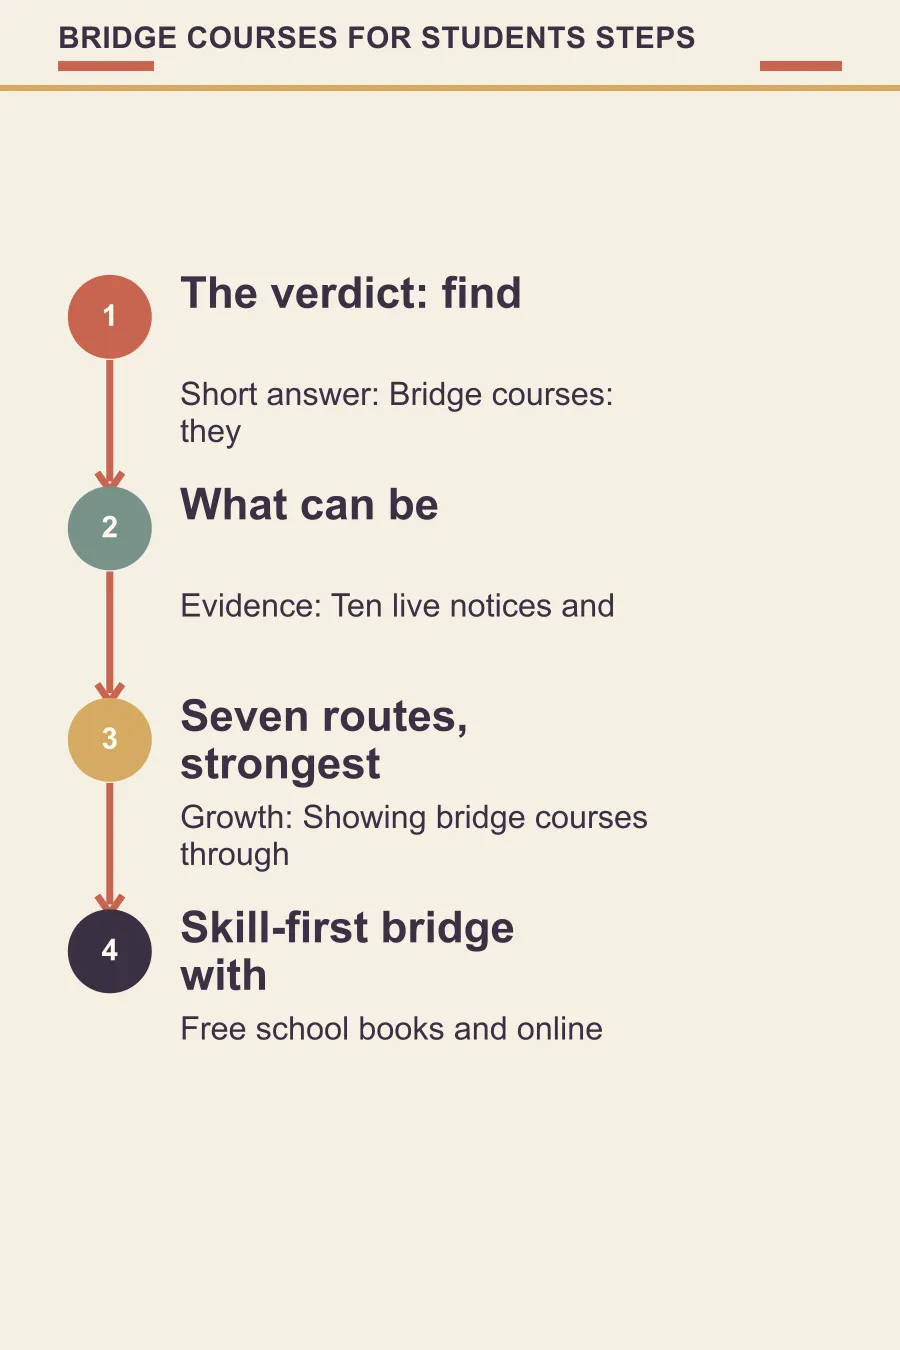 BRIDGE COURSES FOR STUDENTS STEPS
1
The verdict: find
Short answer: Bridge courses:
they
2
What can be
Evidence: Ten live notices and
3
Seven routes,
strongest
Growth: Showing bridge courses
through
4
Skill-first bridge
with
Free school books and online